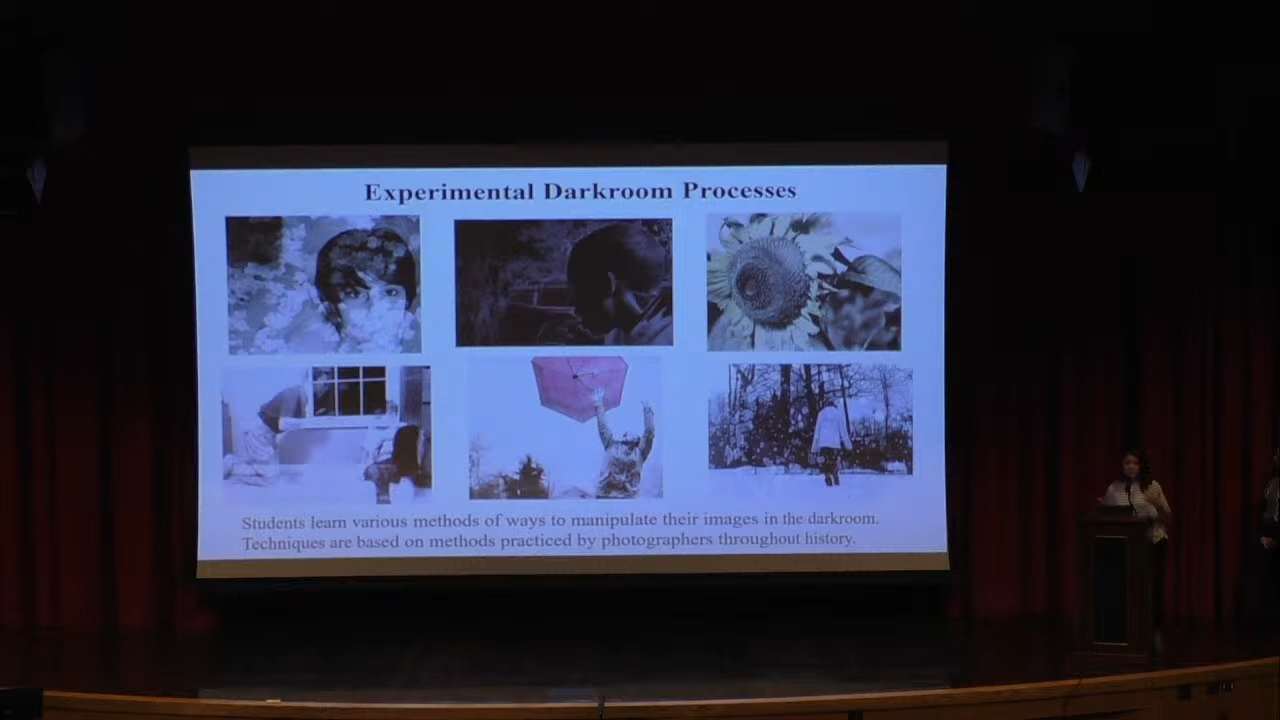 Experimental Darkroom Processes
Students learn various methods of ways to manipulate their images in the darkroom.
Techniques are based on methods practiced by photographers throughout history.